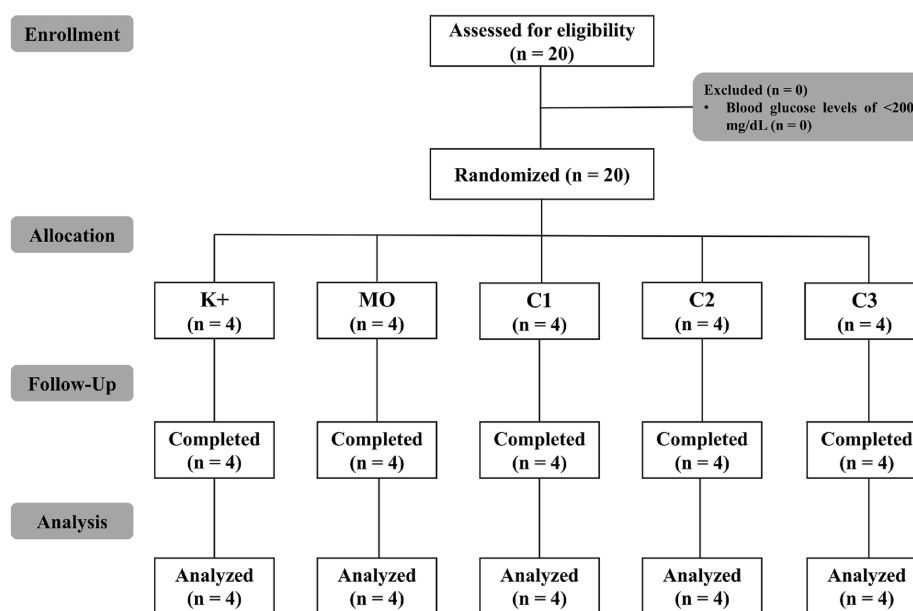 Enrollment
Assessed for eligibility
(n = 20)
Excluded (n = 0)
• Blood glucose levels of <200
mg/dL (n = 0)
Randomized (n = 20)
Allocation
K+
(n = 4)
MO
(n = 4)
C1
(n = 4)
C2
(n = 4)
C3
(n = 4)
Follow-Up
Completed
(n = 4)
Completed
(n = 4)
Completed
(n = 4)
Completed
(n = 4)
Completed
(n = 4)
Analysis
Analyzed
(n = 4)
Analyzed
(n = 4)
Analyzed
(n = 4)
Analyzed
(n = 4)
Analyzed
(n = 4)